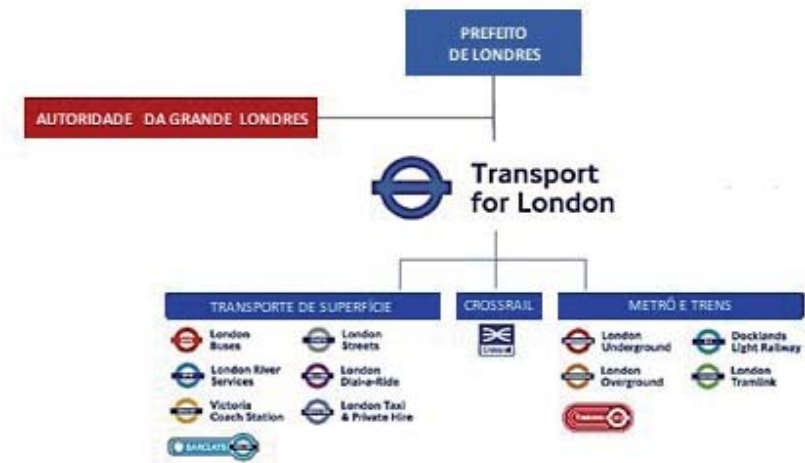 PREFEITO
DE LONDRES
AUTORIDADE DA GRANDE LONDRES
Transport
for London
TRANSPORTE DE SUPERFÍCIE
CROSSRAIL
METRÔ E TRENS
London
Buses
London
Streets
London River
Services
London
Dial-a-Ride
Victoria
Coach Station
London Taxi
& Private Hire
BARCLAYS
London
Underground
Docklands
Light Railway
London
Overground
London
Tramlink